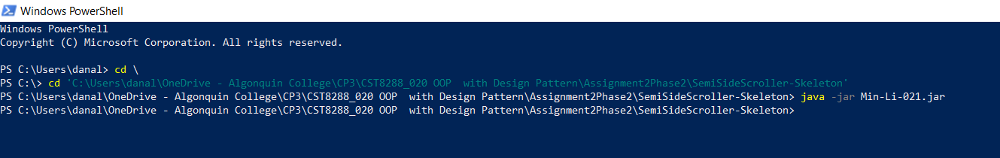 Windows PowerShell
Windows PowerShell
Copyright (C) Microsoft Corporation. All rights reserved.
PS C:\Users\danal> cd \
PS C:\> cd 'C:\Users\danal\OneDrive - Algonquin College\CP3\CST8288_020 OOP  with Design Pattern\Assignment2Phase2\SemiSideScroller-Skeleton'
PS C:\Users\danal\OneDrive - Algonquin College\CP3\CST8288_020 OOP  with Design Pattern\Assignment2Phase2\SemiSideScroller-Skeleton> java -jar Min-Li-021.jar
PS C:\Users\danal\OneDrive - Algonquin College\CP3\CST8288_020 OOP  with Design Pattern\Assignment2Phase2\SemiSideScroller-Skeleton>